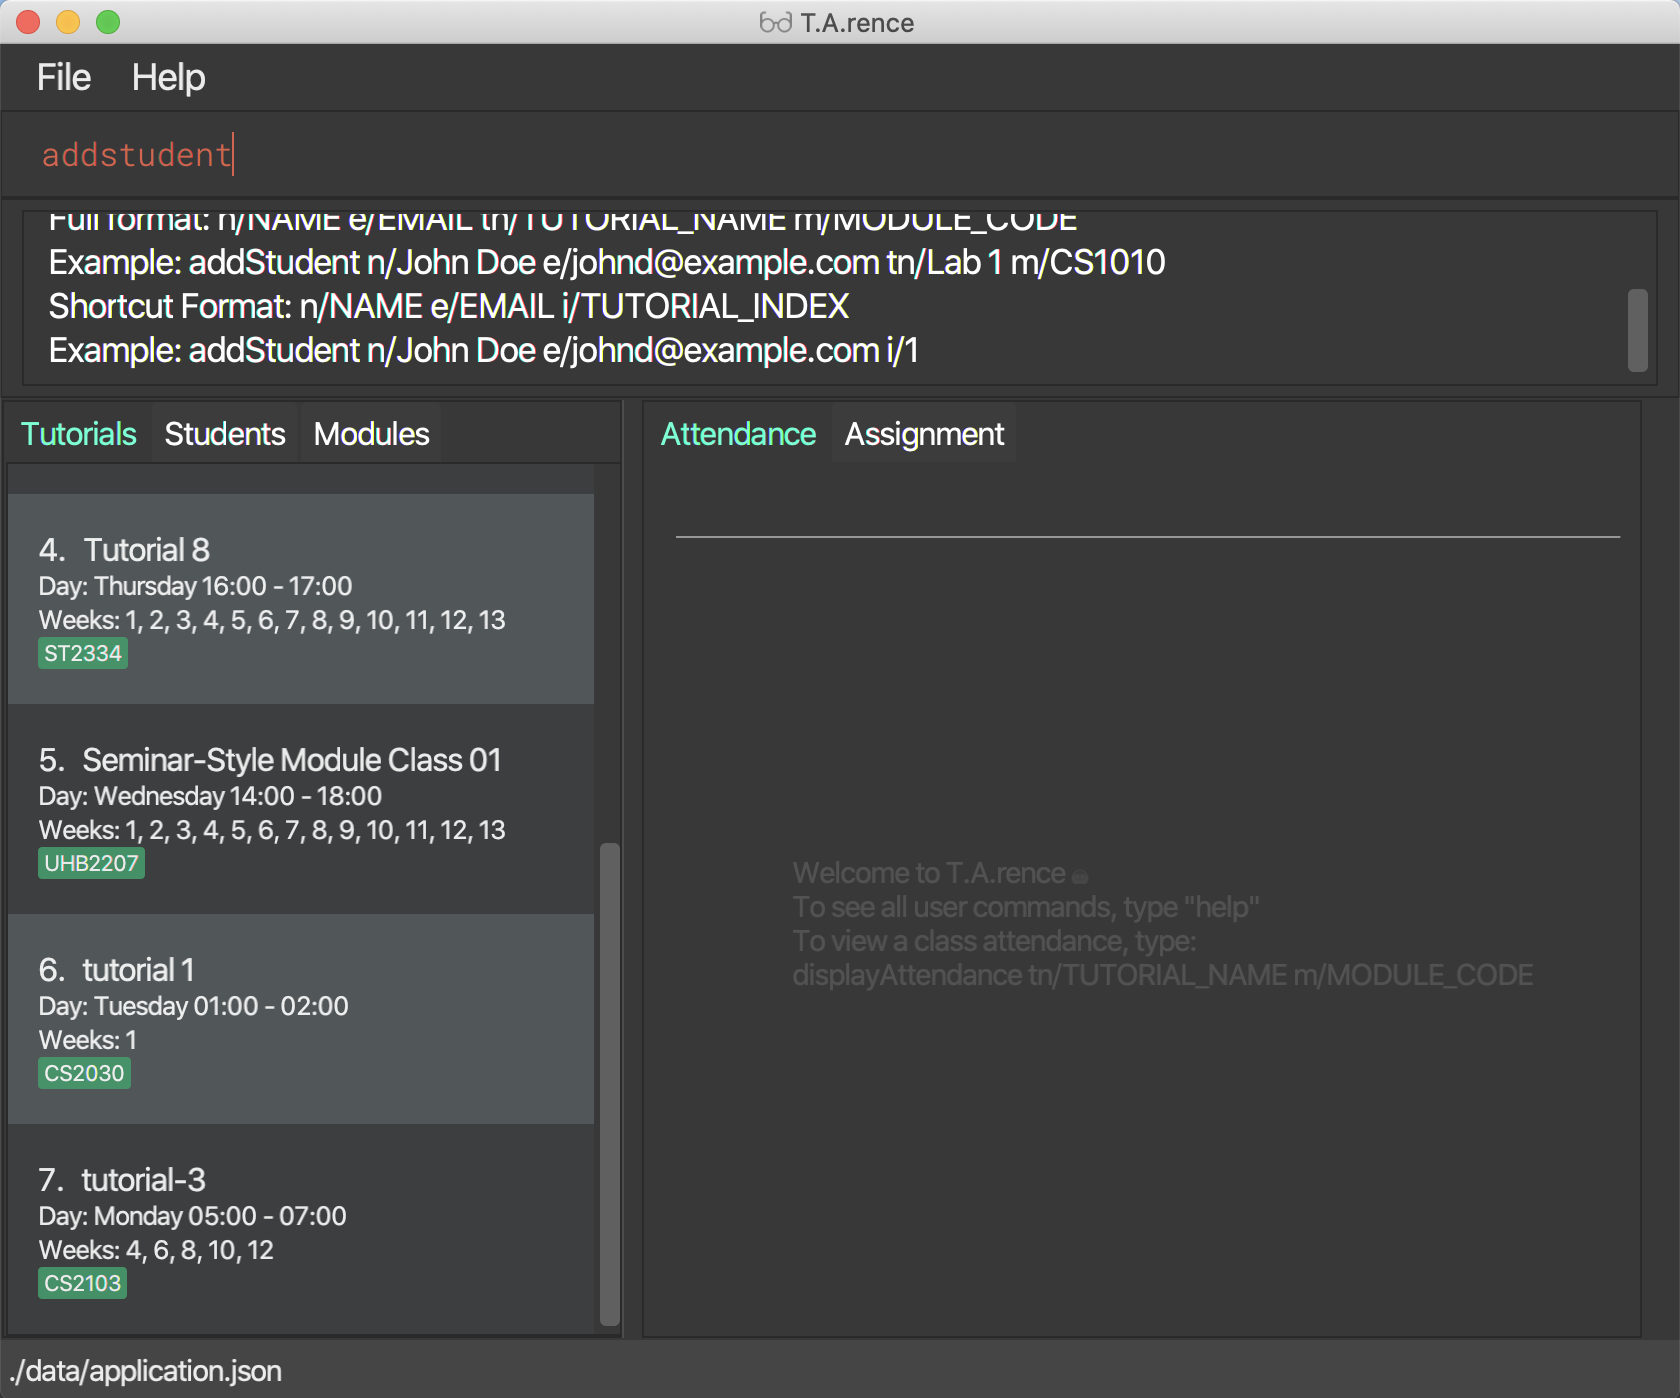 T.A.rence
File Help
addstudent
Full format: n/NAME e/EMAIL tn/TUTORIAL_NAME m/MODULE_CODE
Example: addStudent n/John Doe e/johnd@example.com tn/Lab 1 m/CS1010
Shortcut Format: n/NAME e/EMAIL i/TUTORIAL_INDEX
Example: addStudent n/John Doe e/johnd@example.com i/1
Tutorials Students Modules
4. Tutorial 8
Day: Thursday 16:00 - 17:00
Weeks: 1, 2, 3, 4, 5, 6, 7, 8, 9, 10, 11, 12, 13
ST2334
5. Seminar-Style Module Class 01
Day: Wednesday 14:00 - 18:00
Weeks: 1, 2, 3, 4, 5, 6, 7, 8, 9, 10, 11, 12, 13
UHB2207
6. tutorial 1
Day: Tuesday 01:00 - 02:00
Weeks: 1
CS2030
7. tutorial-3
Day: Monday 05:00 - 07:00
Weeks: 4, 6, 8, 10, 12
CS2103
Attendance Assignment
Welcome to T.A.rence
To see all user commands, type "help"
To view a class attendance, type:
displayAttendance tn/TUTORIAL_NAME m/MODULE_CODE
./data/application.json